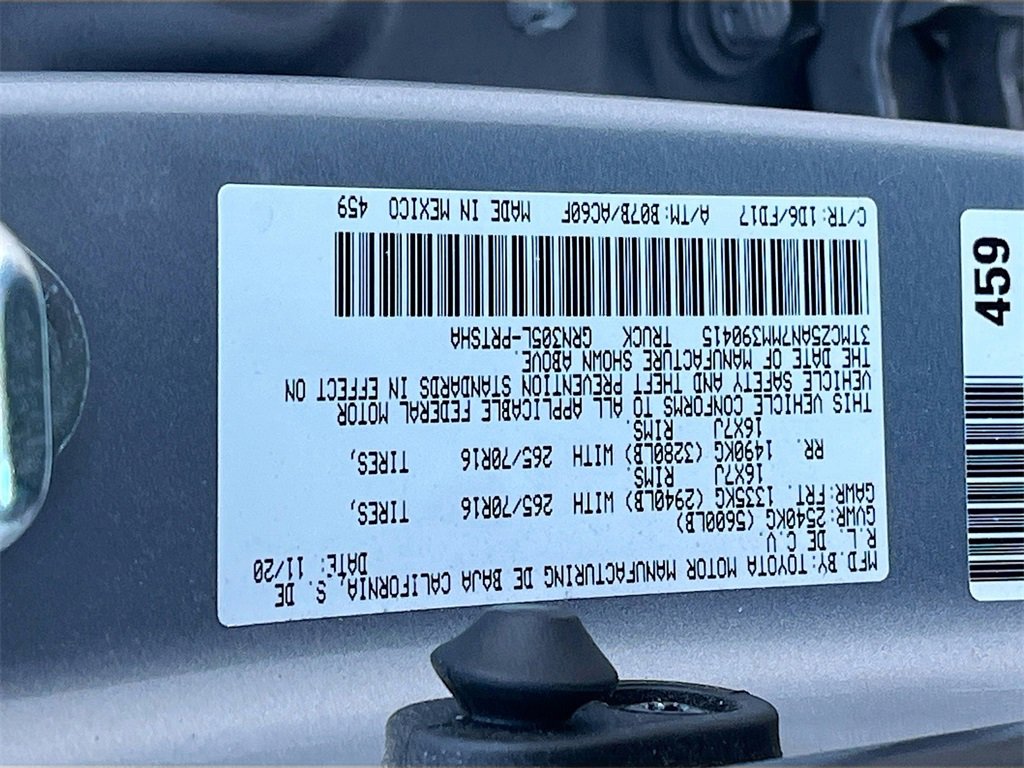 MFD.BY:TOYOTA MOTOR MANUFACTURING DE BAJA CALIFORNIA, S. DE
R.L. DE C.V. DATE: 11/20
GVWR: 2540KG (5600LB)
GAWR:FRT. 1335KG (2940LB) WITH 265/70R16 TIRES,
16X7J RIMS.
RR. 1490KG (3280LB) WITH 265/70R16 TIRES,
16X7J RIMS.
THIS VEHICLE CONFORMS TO ALL APPLICABLE FEDERAL MOTOR
VEHICLE SAFETY AND THEFT PREVENTION STANDARDS IN EFFECT ON
THE DATE OF MANUFACTURE SHOWN ABOVE.
3TMCZ5AN7MM390415 TRUCK GRN305L-PRTSHA
C/TR:1D6/FD17 A/TM:B07B/AC60F MADE IN MEXICO 459
459